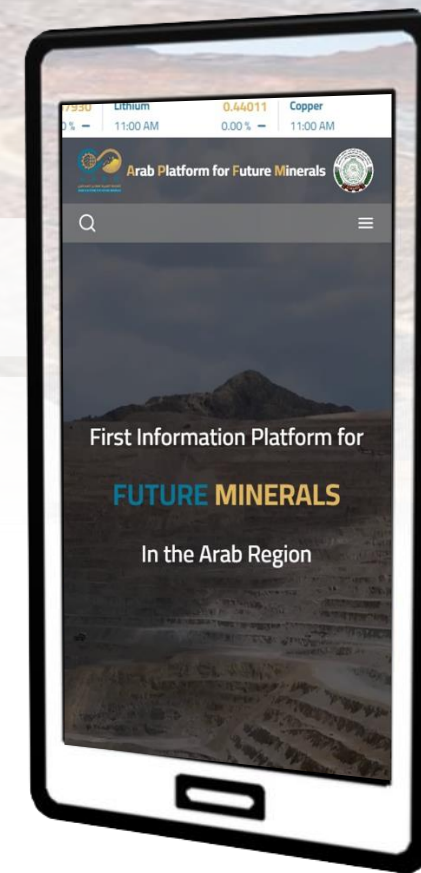 Lithium 0.44011 Copper
11:00 AM 0.00 % – 11:00 AM
Arab Platform for Future Minerals
First Information Platform for
FUTURE MINERALS
In the Arab Region